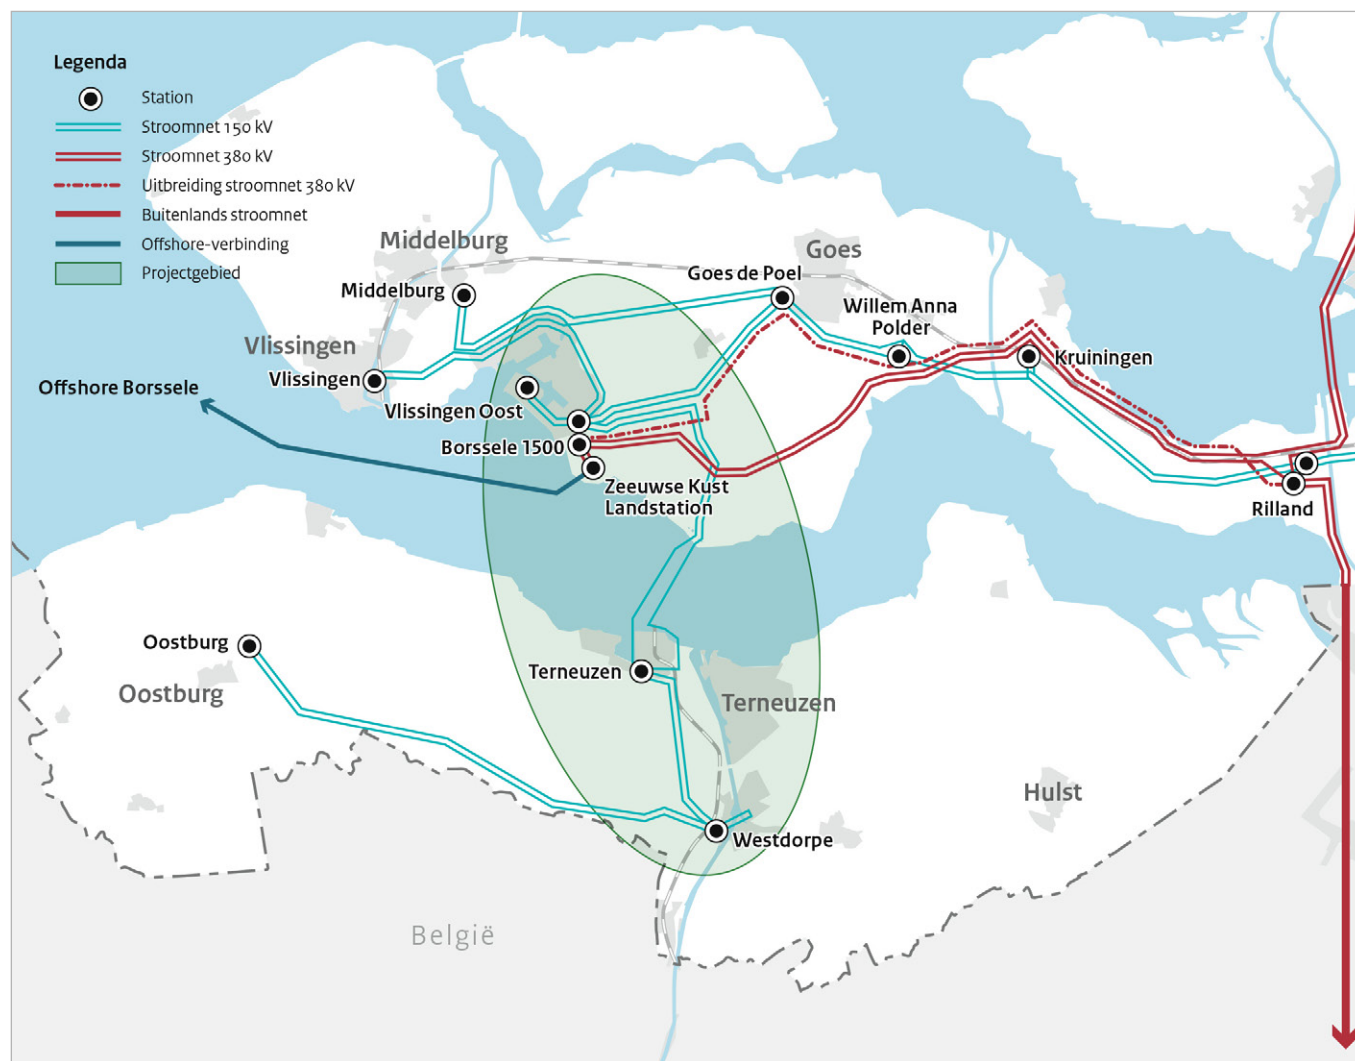 Legenda
Station
Stroomnet 150 kV
Stroomnet 380 kV
Uitbreiding stroomnet 380 kV
Buitenlands stroomnet
Offshore-verbinding
Projectgebied
Middelburg
Goes
Goes de Poel
Middelburg
Willem Anna
Polder
Vlissingen
Kruiningen
Vlissingen
Offshore Borssele
Vlissingen Oost
Borssele 1500
Zeeuwse Kust
Landstation
Rilland
Oostburg
Terneuzen
Oostburg
Terneuzen
Hulst
Westdorpe
België